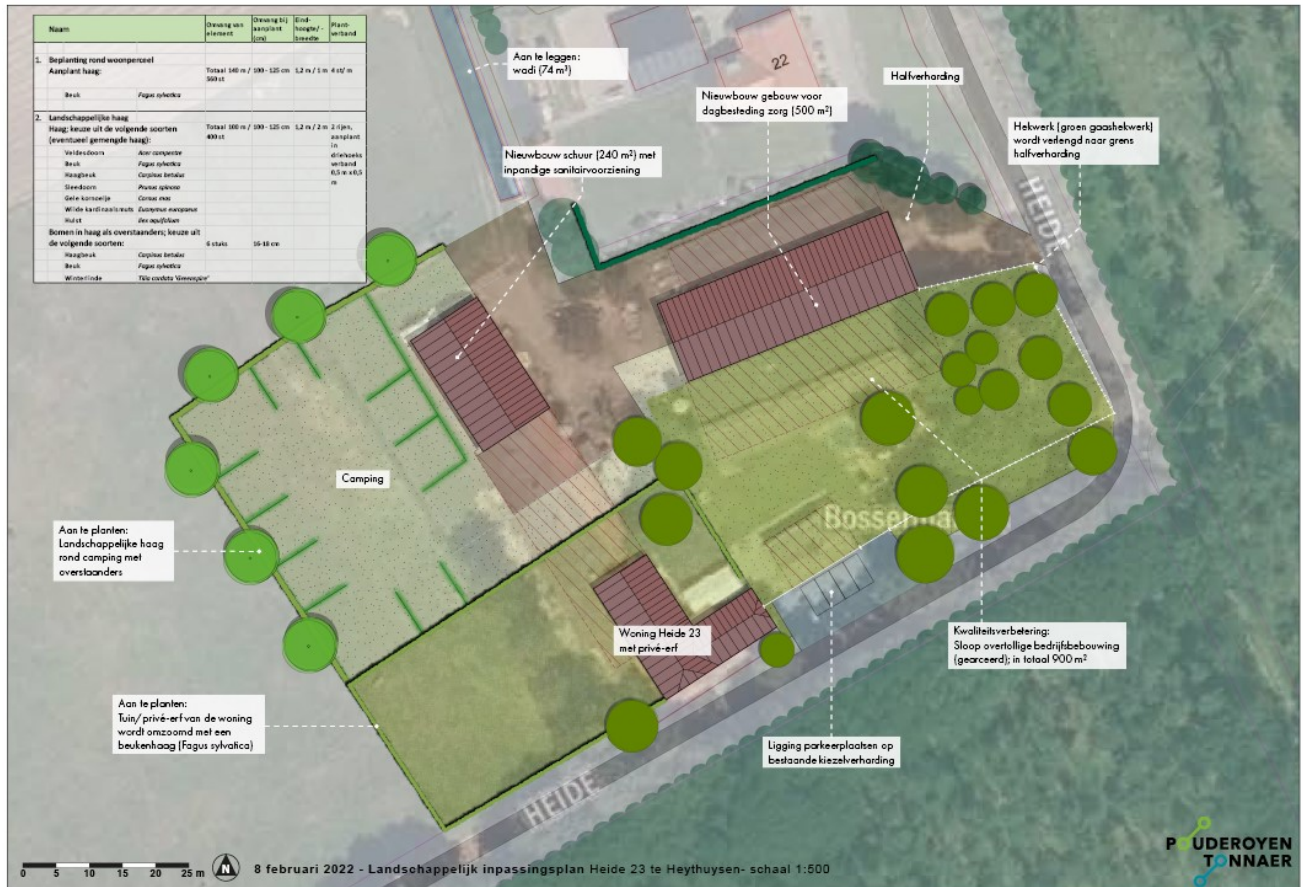 Naam Omvang van Omvang bij Eind- Plant-
element aanplant hoogte/ - verband
(cm) breedte
1. Beplanting rond woonperceel
Aanplant haag: Totaal 140 m / 100 - 125 cm 1,2 m / 1 m 4 st/ m
560 st
Beuk Fagus sylvatica
2. Landschappelijke haag
Haag; keuze uit de volgende soorten Totaal 100 m / 100 - 125 cm 1,2 m / 2 m 2 rijen,
(eventueel gemengde haag): 400 st aanplant
in
Veldesdoorn Acer campestre driehoeks
Beuk Fagus sylvatica verband
Haagbeuk Carpinus betulus 0,5 m x 0,5
Sleedoorn Prunus spinosa m
Gele kornoelje Cornus mas
Wilde kardinaalsmuts Euonymus europaeus
Hulst Ilex aquifolium
Bomen in haag als overstaanders; keuze uit
de volgende soorten: 6 stuks 16-18 cm
Haagbeuk Carpinus betulus
Beuk Fagus sylvatica
Winterlinde Tilia cordata 'Greenspire'
Aan te leggen:
wadi (74 m³)
22
Halfverharding
Nieuwbouw gebouw voor
dagbesteding zorg (500 m²)
Hekwerk (groen gaashekwerk)
wordt verlengd naar grens
halfverharding
Nieuwbouw schuur (240 m²) met
inpandige sanitairvoorziening
HEIDE
Camping
Aan te planten:
Landschappelijke haag
rond camping met
overstaanders
Woning Heide 23
met privé-erf
Kwaliteitsverbetering:
Sloop overtollige bedrijfsbebouwing
(gearceerd); in totaal 900 m²
Aan te planten:
Tuin/ privé-erf van de woning
wordt omzoomd met een
beukenhaag (Fagus sylvatica)
Ligging parkeerplaatsen op
bestaande kiezelverharding
HEIDE
0 5 10 15 20 25 m N 8 februari 2022 - Landschappelijk inpassingsplan Heide 23 te Heythuysen- schaal 1:500
POUDEROYEN
TONNAER